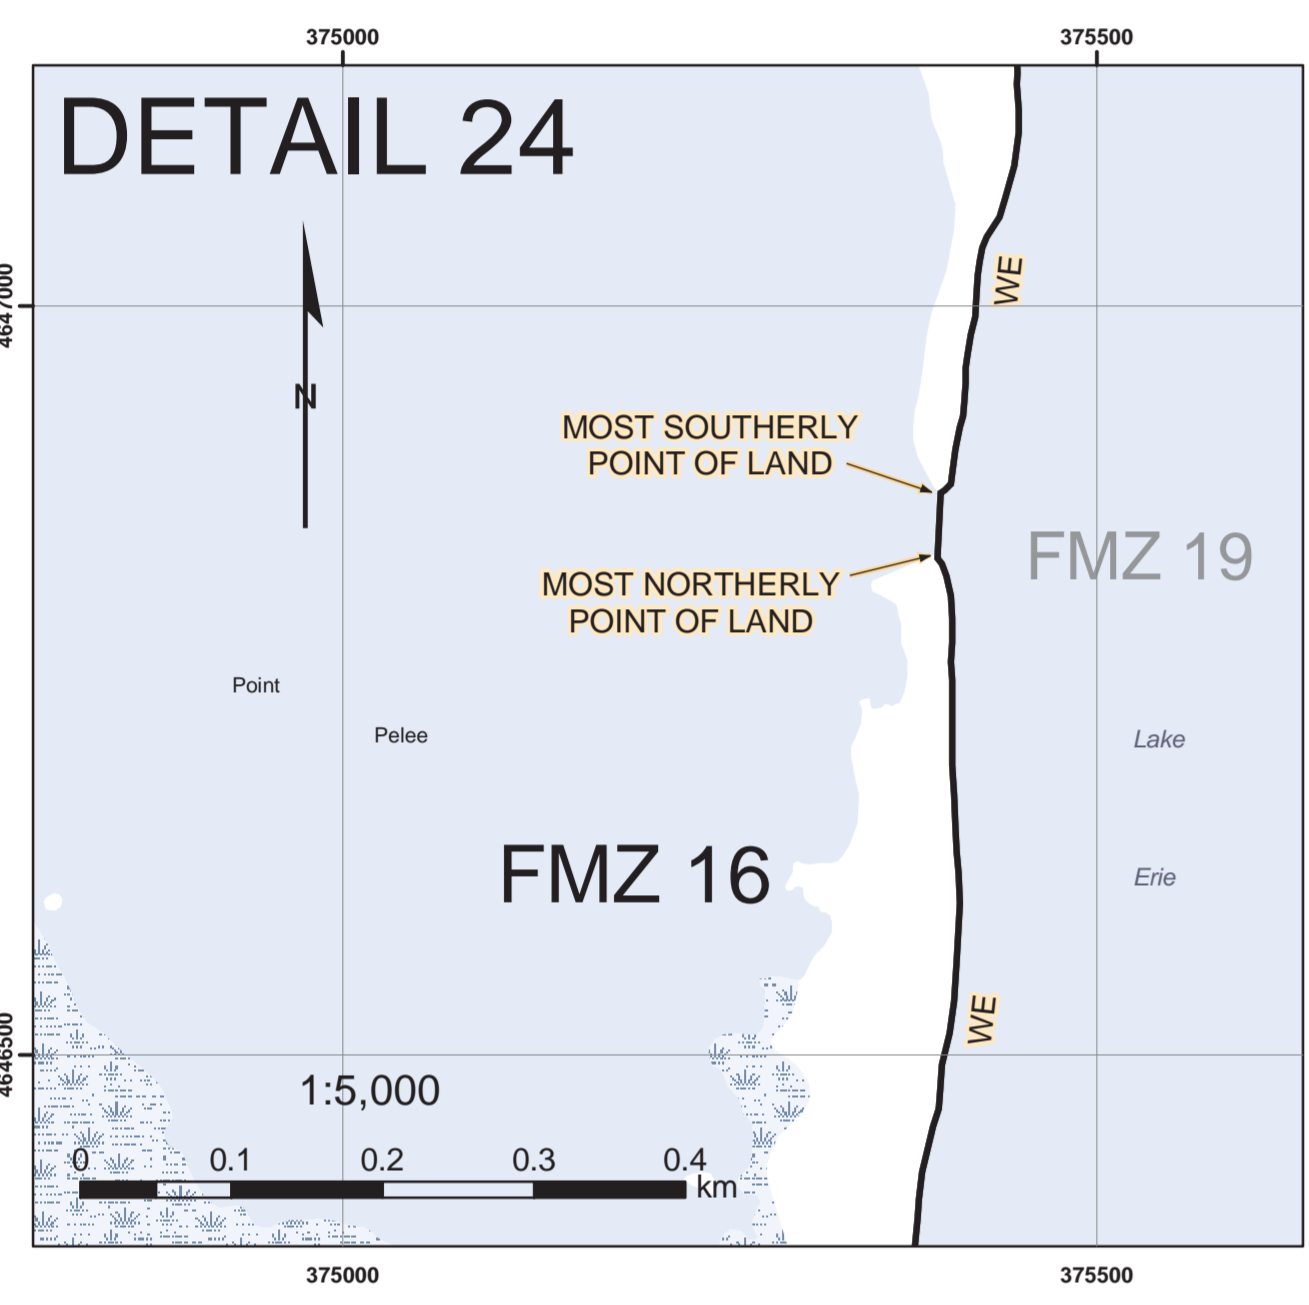 375000 375500
DETAIL 24
WE
4647000
N
MOST SOUTHERLY
POINT OF LAND
FMZ 19
MOST NORTHERLY
POINT OF LAND
Point
Pelee
Lake
FMZ 16
Erie
WE
4646500
1:5,000
0 0.1 0.2 0.3 0.4
km
375000 375500